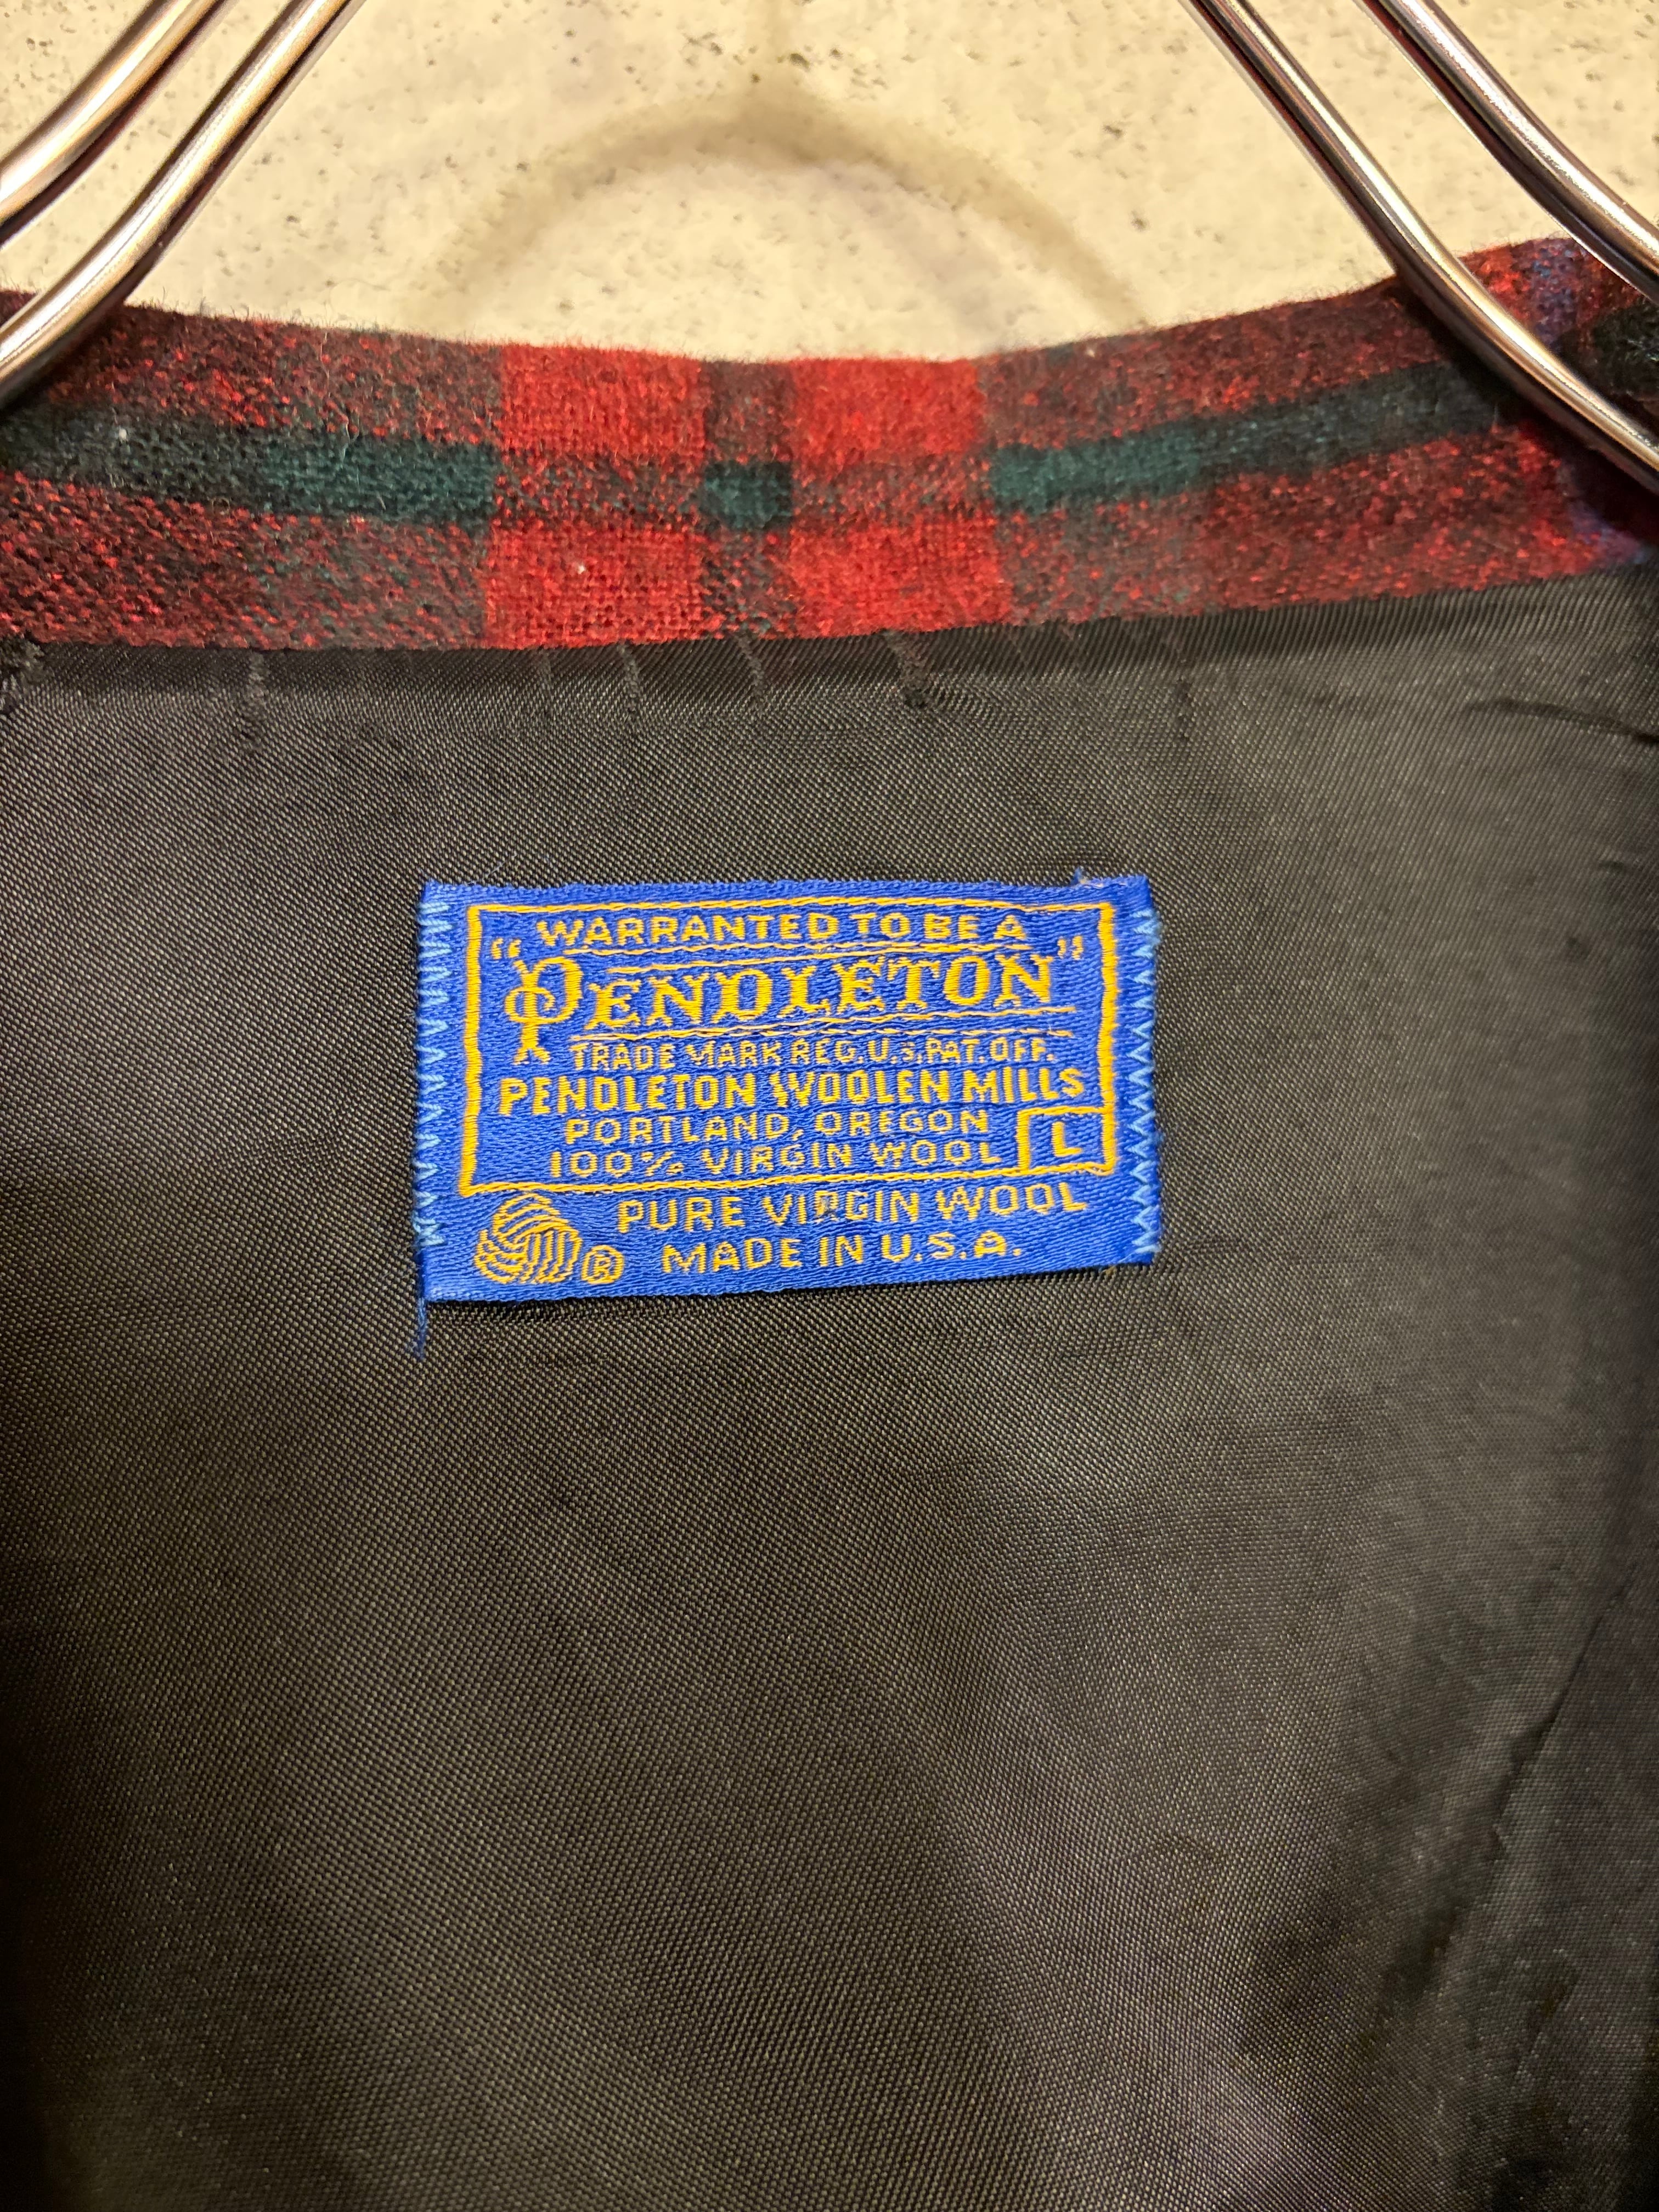 WARRANTED TO BE A
"PENDLETON"
TRADE MARK REG. U.S. PAT. OFF.
PENDLETON WOOLEN MILLS
PORTLAND, OREGON
100% VIRGIN WOOL L
PURE VIRGIN WOOL
® MADE IN U.S.A.